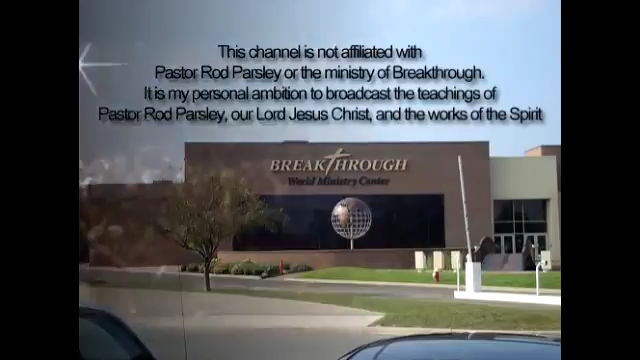 This channel is not affiliated with
Pastor Rod Parsley or the ministry of Breakthrough.
It is my personal ambition to broadcast the teachings of
Pastor Rod Parsley, our Lord Jesus Christ, and the works of the Spirit
BREAKTHROUGH
World Ministry Center